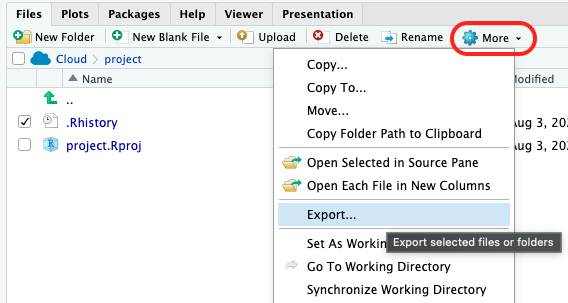 Files Plots Packages Help Viewer Presentation
New Folder New Blank File Upload Delete Rename More
Cloud project
Name Modified
..
.Rhistory Aug 3, 202
project.Rproj Aug 3, 202
Copy...
Copy To...
Move...
Copy Folder Path to Clipboard
Open Selected in Source Pane
Open Each File in New Columns
Export...
Export selected files or folders
Set As Working
Go To Working Directory
Synchronize Working Directory